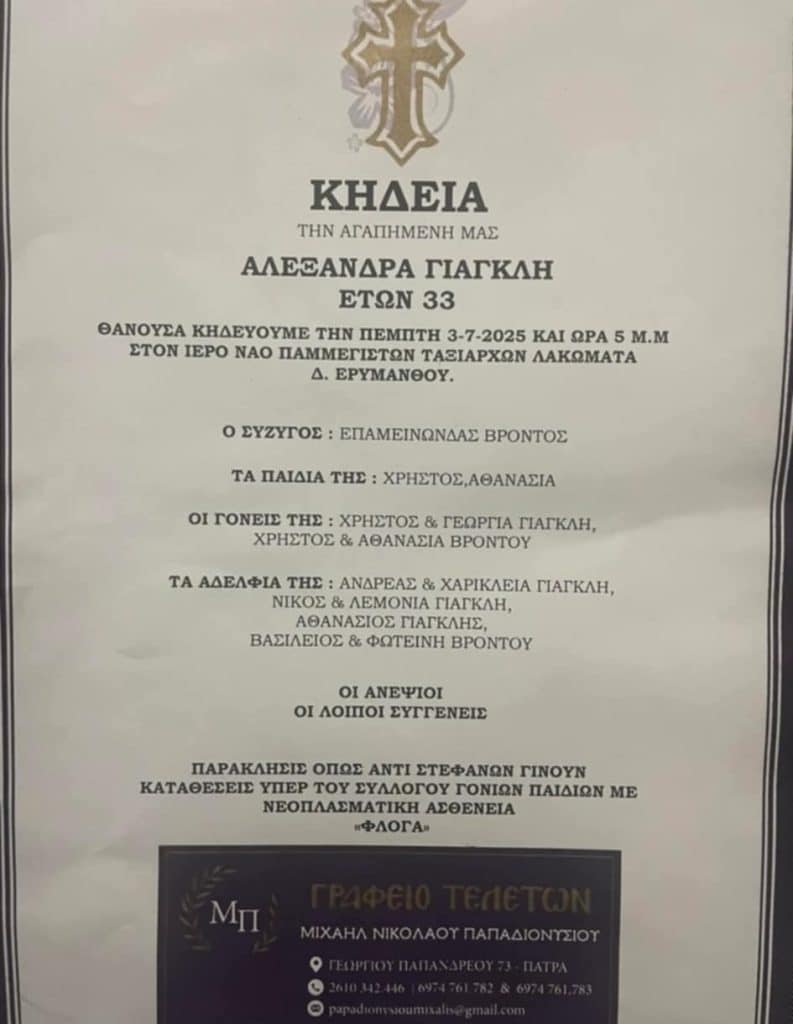 ΚΗΔΕΙΑ
ΤΗΝ ΑΓΑΠΗΜΕΝΗ ΜΑΣ
ΑΛΕΞΑΝΔΡΑ ΓΙΑΓΚΛΗ
ΕΤΩΝ 33
ΘΑΝΟΥΣΑ ΚΗΔΕΥΟΥΜΕ ΤΗΝ ΠΕΜΠΤΗ 3-7-2025 ΚΑΙ ΩΡΑ 5 Μ.Μ
ΣΤΟΝ ΙΕΡΟ ΝΑΟ ΠΑΜΜΕΓΙΣΤΩΝ ΤΑΞΙΑΡΧΩΝ ΛΑΚΩΜΑΤΑ
Δ. ΕΡΥΜΑΝΘΟΥ.
Ο ΣΥΖΥΓΟΣ : ΕΠΑΜΕΙΝΩΝΔΑΣ ΒΡΟΝΤΟΣ
ΤΑ ΠΑΙΔΙΑ ΤΗΣ : ΧΡΗΣΤΟΣ,ΑΘΑΝΑΣΙΑ
ΟΙ ΓΟΝΕΙΣ ΤΗΣ : ΧΡΗΣΤΟΣ & ΓΕΩΡΓΙΑ ΓΙΑΓΚΛΗ,
ΧΡΗΣΤΟΣ & ΑΘΑΝΑΣΙΑ ΒΡΟΝΤΟΥ
ΤΑ ΑΔΕΛΦΙΑ ΤΗΣ : ΑΝΔΡΕΑΣ & ΧΑΡΙΚΛΕΙΑ ΓΙΑΓΚΛΗ,
ΝΙΚΟΣ & ΛΕΜΟΝΙΑ ΓΙΑΓΚΛΗ,
ΑΘΑΝΑΣΙΟΣ ΓΙΑΓΚΛΗΣ,
ΒΑΣΙΛΕΙΟΣ & ΦΩΤΕΙΝΗ ΒΡΟΝΤΟΥ
ΟΙ ΑΝΕΨΙΟΙ
ΟΙ ΛΟΙΠΟΙ ΣΥΓΓΕΝΕΙΣ
ΠΑΡΑΚΛΗΣΙΣ ΟΠΩΣ ΑΝΤΙ ΣΤΕΦΑΝΩΝ ΓΙΝΟΥΝ
ΚΑΤΑΘΕΣΕΙΣ ΥΠΕΡ ΤΟΥ ΣΥΛΛΟΓΟΥ ΓΟΝΙΩΝ ΠΑΙΔΙΩΝ ΜΕ
ΝΕΟΠΛΑΣΜΑΤΙΚΗ ΑΣΘΕΝΕΙΑ
«ΦΛΟΓΑ»
ΜΠ
ΓΡΑΦΕΙΟ ΤΕΛΕΤΩΝ
ΜΙΧΑΗΛ ΝΙΚΟΛΑΟΥ ΠΑΠΑΔΙΟΝΥΣΙΟΥ
ΓΕΩΡΓΙΟΥ ΠΑΠΑΝΔΡΕΟΥ 73 - ΠΑΤΡΑ
2610 342.446 | 6974 761.782 & 6974 761.783
papadionysioumixalis@gmail.com